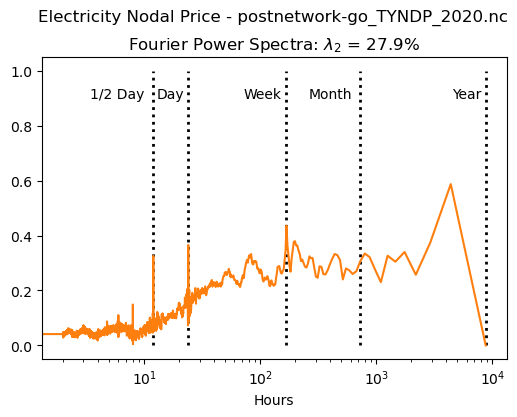 Electricity Nodal Price - postnetwork-go_TYNDP_2020.nc
Fourier Power Spectra: λ₂ = 27.9%
1.0
1/2 Day Day Week Month Year
0.8
0.6
0.4
0.2
0.0
10¹ 10² 10³ 10⁴
Hours